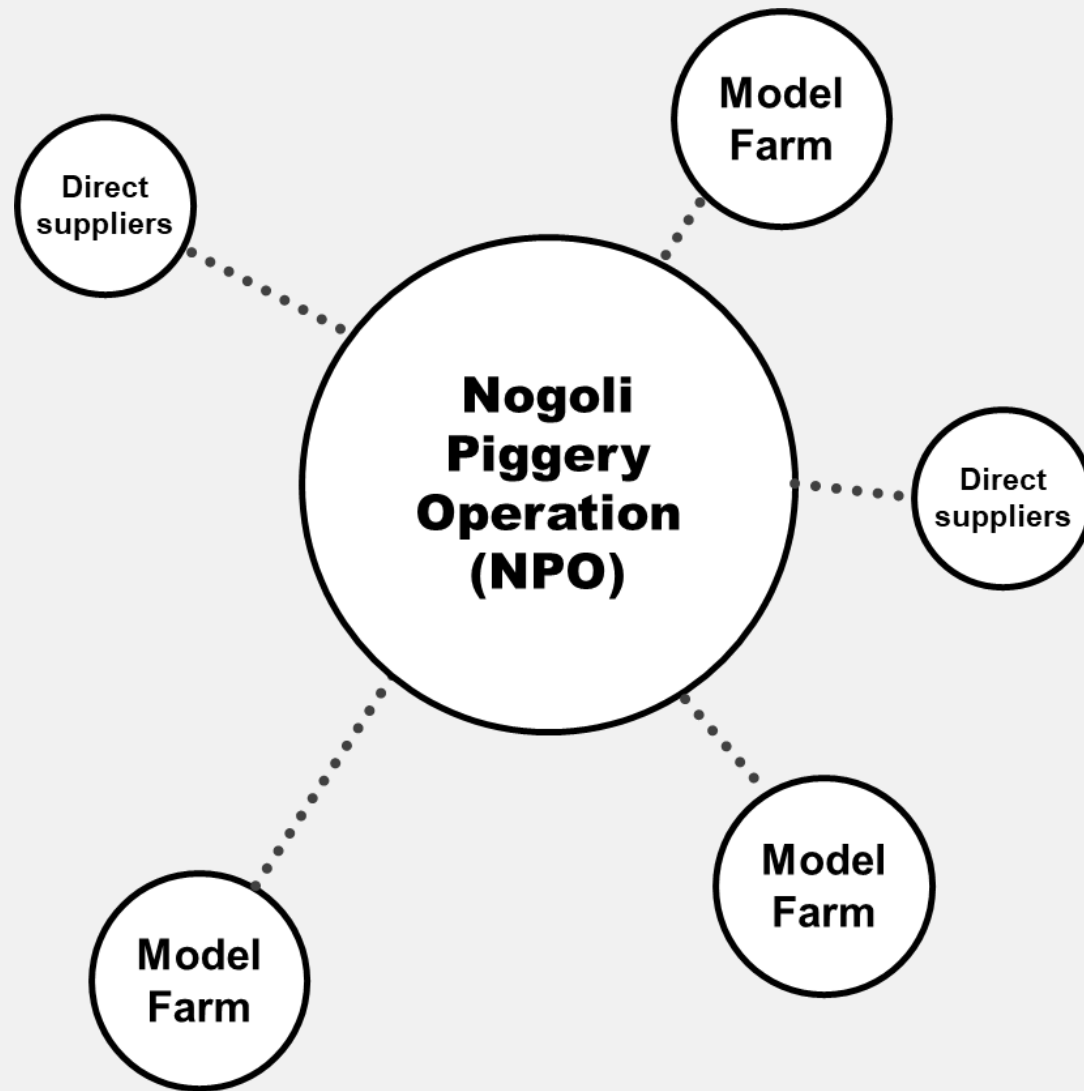 Model
Farm
Direct
suppliers
Nogoli
Piggery
Operation
(NPO)
Direct
suppliers
Model
Farm
Model
Farm